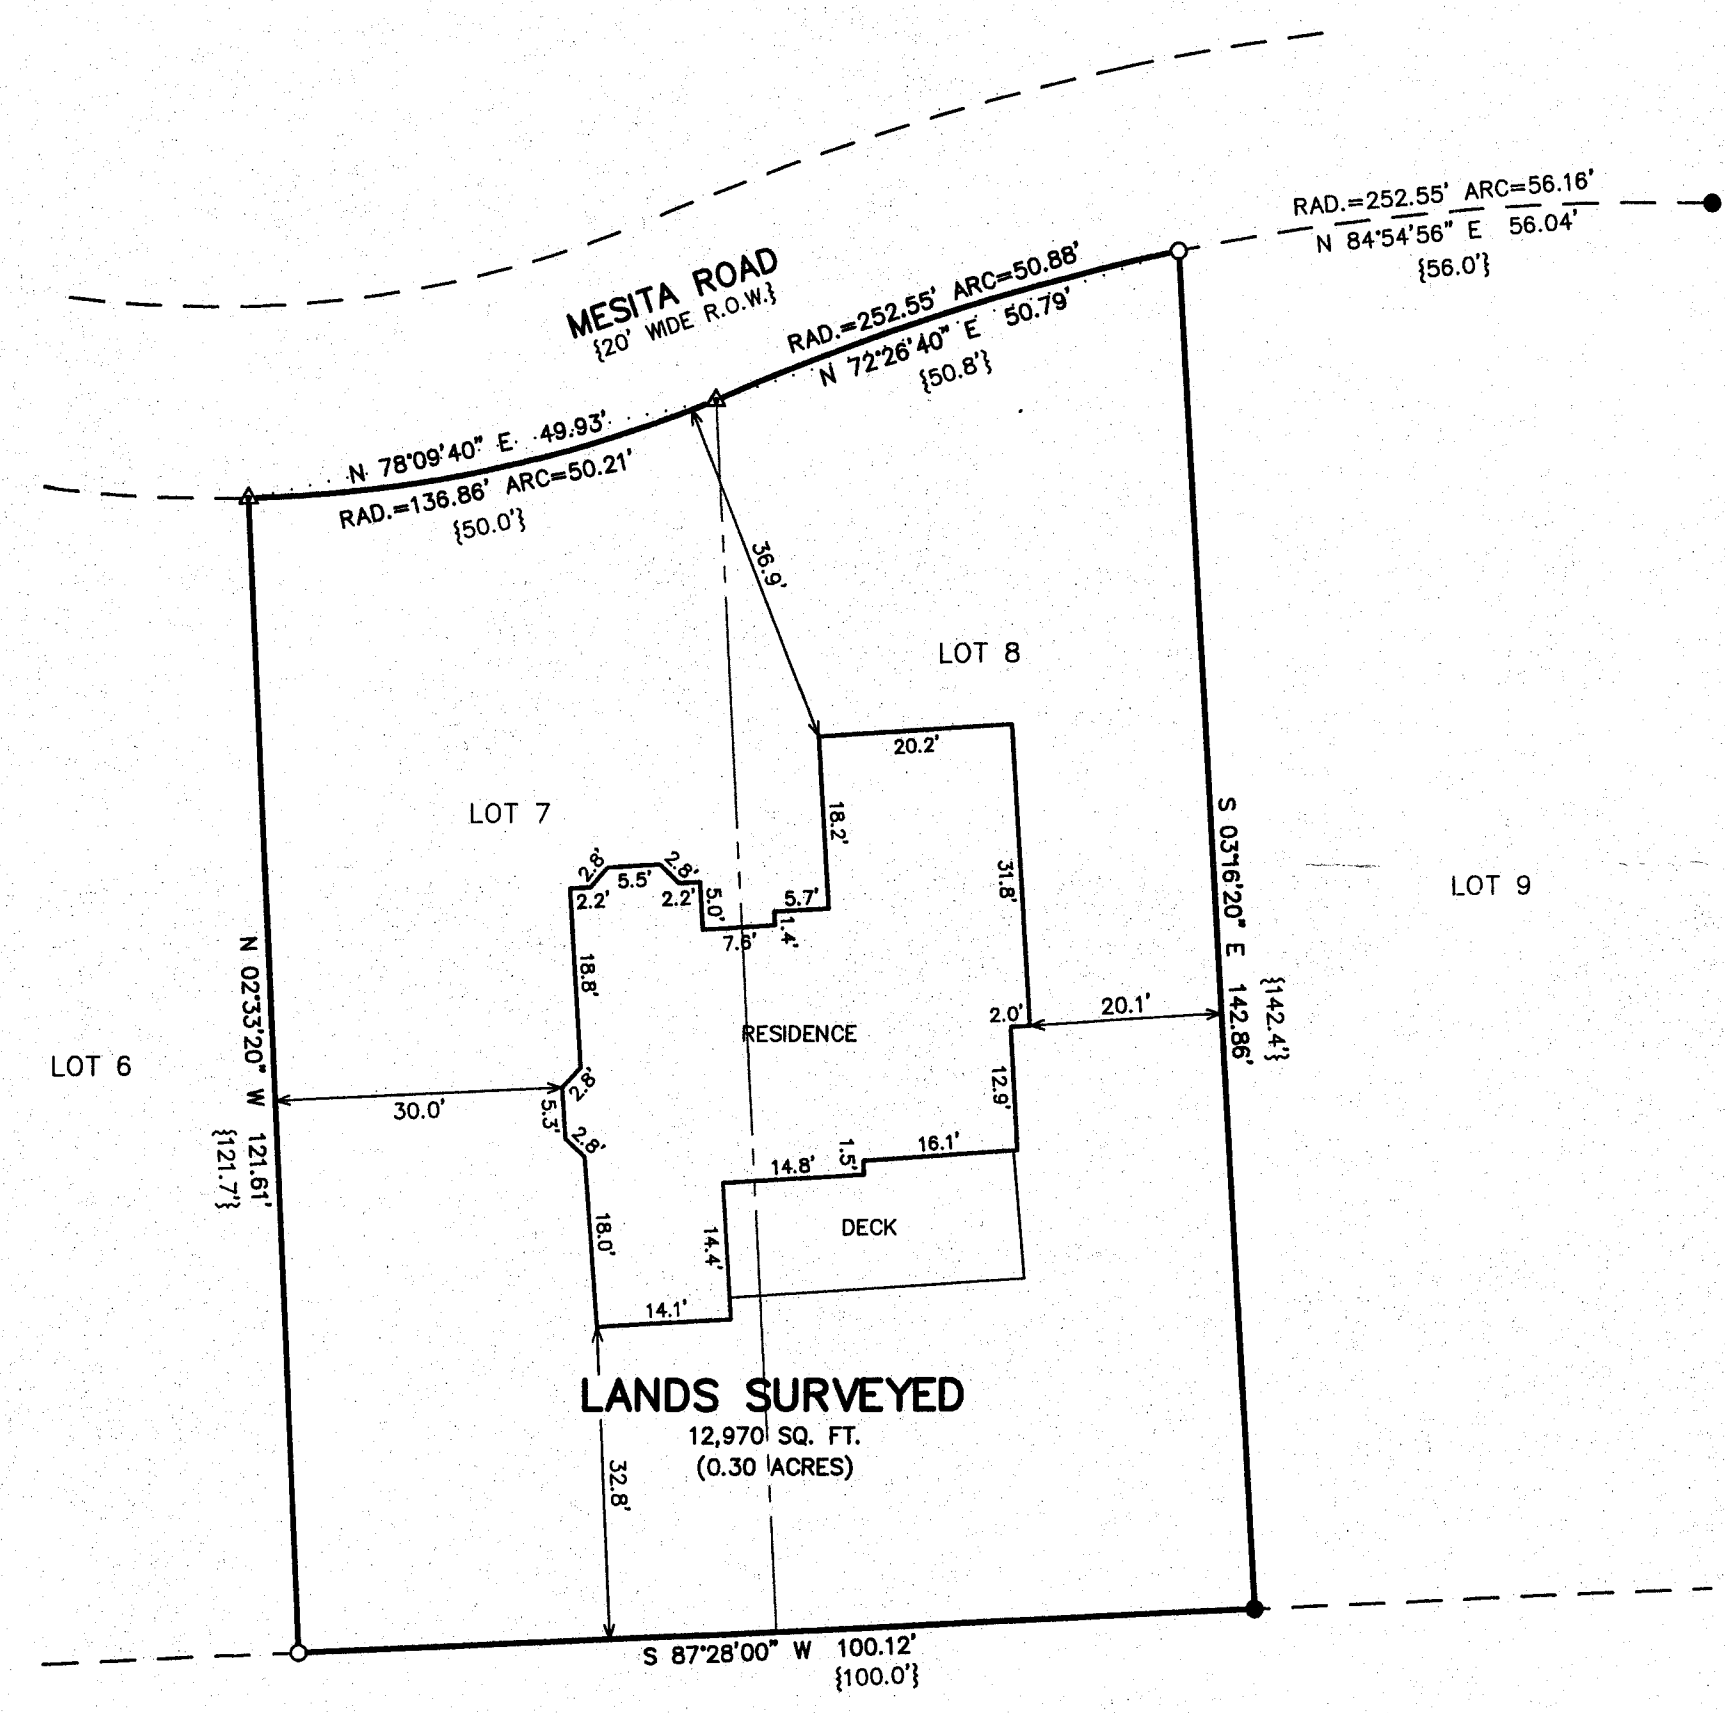 RAD.=252.55' ARC=56.16'
N 84°54'56" E 56.04'
{56.0'}
MESITA ROAD
{20' WIDE R.O.W.}
RAD.=252.55' ARC=50.88'
N 72°26'40" E 50.79'
{50.8'}
N 78°09'40" E 49.93'
RAD.=136.86' ARC=50.21'
{50.0'}
36.9'
LOT 8
20.2'
LOT 7
18.2'
S 03°16'20" E 142.86'
{142.4'}
2.8'
5.5'
2.8'
2.2'
2.2'
5.0'
5.7'
1.4'
7.6'
31.8'
LOT 9
N 02°33'20" W 121.61'
{121.7'}
18.8'
RESIDENCE
2.0'
20.1'
LOT 6
30.0'
2.8'
5.3'
2.8'
12.9'
16.1'
1.5'
14.8'
18.0'
14.4'
DECK
14.1'
LANDS SURVEYED
12,970 SQ. FT.
(0.30 ACRES)
32.8'
S 87°28'00" W 100.12'
{100.0'}